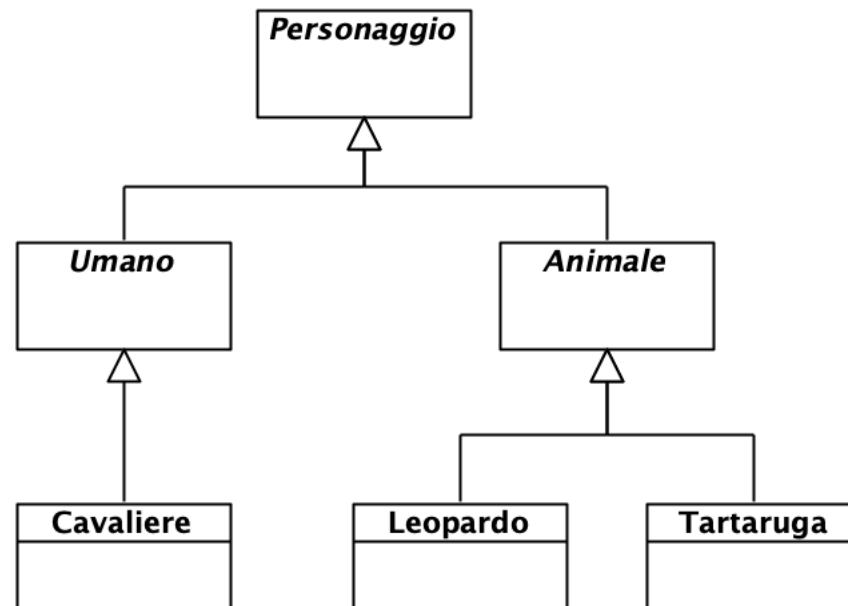 Personaggio
Umano
Animale
Cavaliere
Leopardo
Tartaruga